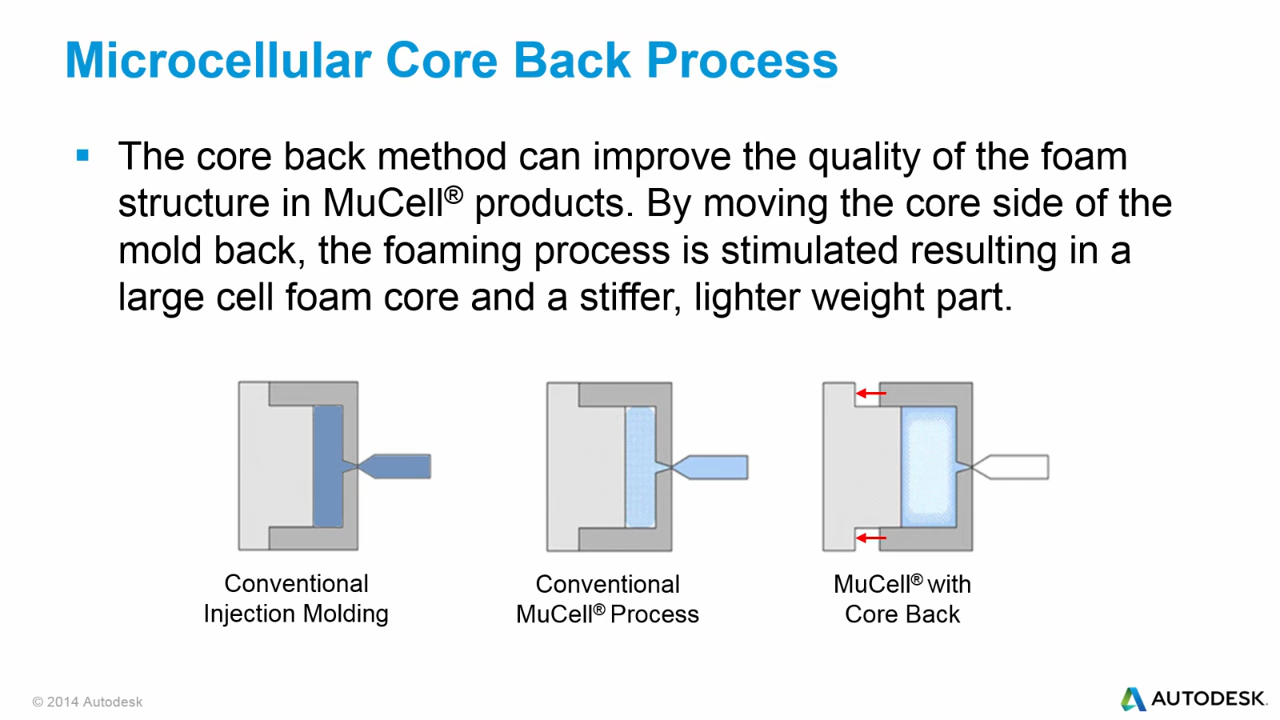 Microcellular Core Back Process
▪ The core back method can improve the quality of the foam
structure in MuCell® products. By moving the core side of the
mold back, the foaming process is stimulated resulting in a
large cell foam core and a stiffer, lighter weight part.
Conventional
Injection Molding
Conventional
MuCell® Process
MuCell® with
Core Back
© 2014 Autodesk
AUTODESK.